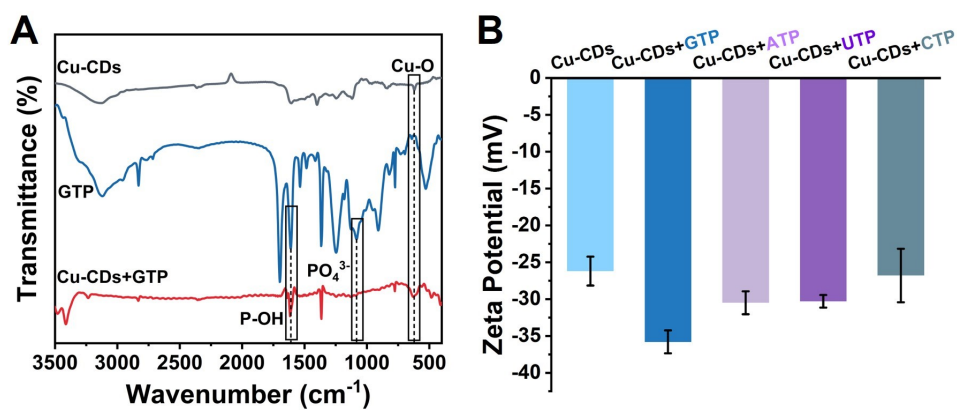 A
Cu-CDs
Cu-O
GTP
Cu-CDs+GTP
PO₄³⁻
P-OH
Transmittance (%)
3500 3000 2500 2000 1500 1000 500
Wavenumber (cm⁻¹)
B
Cu-CDs Cu-CDs+GTP Cu-CDs+ATP Cu-CDs+UTP Cu-CDs+CTP
0
-5
-10
-15
-20
-25
-30
-35
-40
Zeta Potential (mV)